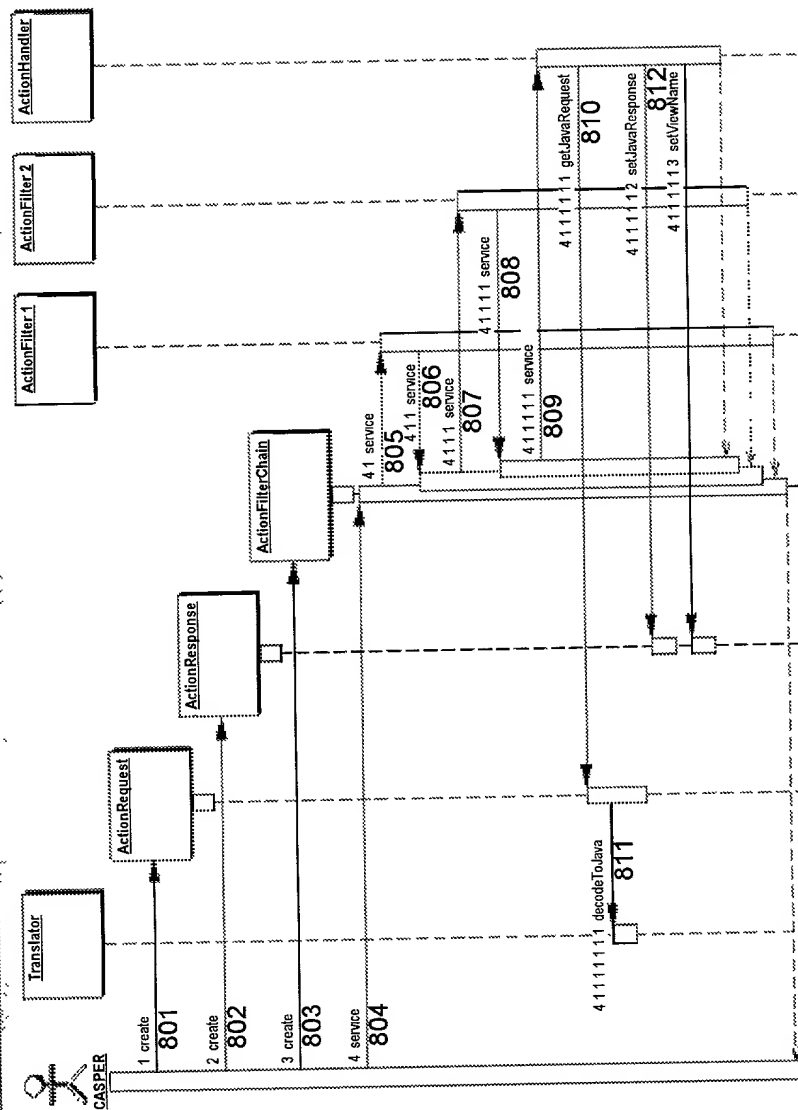 CASPER
Translator
ActionRequest
ActionResponse
ActionFilterChain
ActionFilter 1
ActionFilter 2
ActionHandler
1 create
801
2 create
802
3 create
803
4 service
804
41 service
805
411 service
806
4111 service
807
41111 service
808
411111 service
809
4111111 getJavaRequest
810
41111111 decodeToJava
811
4111112 setJavaResponse
812
4111113 setViewName